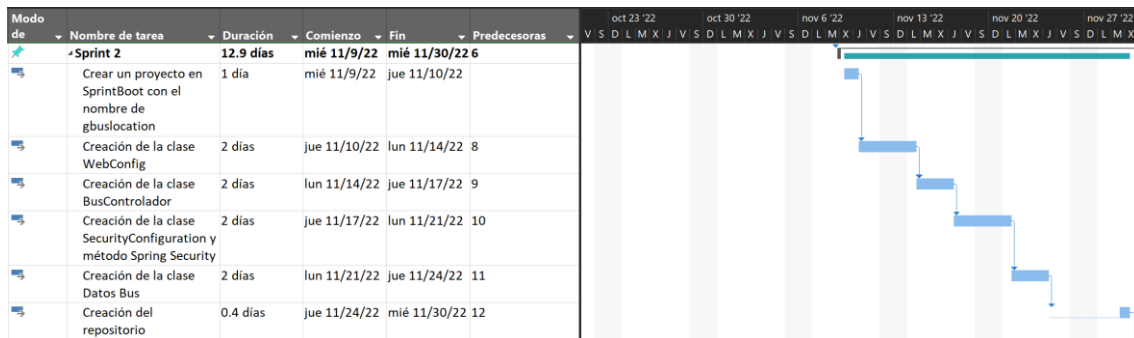 Modo
de Nombre de tarea Duración Comienzo Fin Predecesoras
oct 23 '22 oct 30 '22 nov 6 '22 nov 13 '22 nov 20 '22 nov 27 '22
V S D L M X J V S D L M X J V S D L M X J V S D L M X J V S D L M X J V S D L M X
Sprint 2 12.9 días mié 11/9/22 mié 11/30/22 6
Crear un proyecto en 1 día mié 11/9/22 jue 11/10/22
SprintBoot con el
nombre de
gbuslocation
Creación de la clase 2 días jue 11/10/22 lun 11/14/22 8
WebConfig
Creación de la clase 2 días lun 11/14/22 jue 11/17/22 9
BusControlador
Creación de la clase 2 días jue 11/17/22 lun 11/21/22 10
SecurityConfiguration y
método Spring Security
Creación de la clase 2 días lun 11/21/22 jue 11/24/22 11
Datos Bus
Creación del 0.4 días jue 11/24/22 mié 11/30/22 12
repositorio